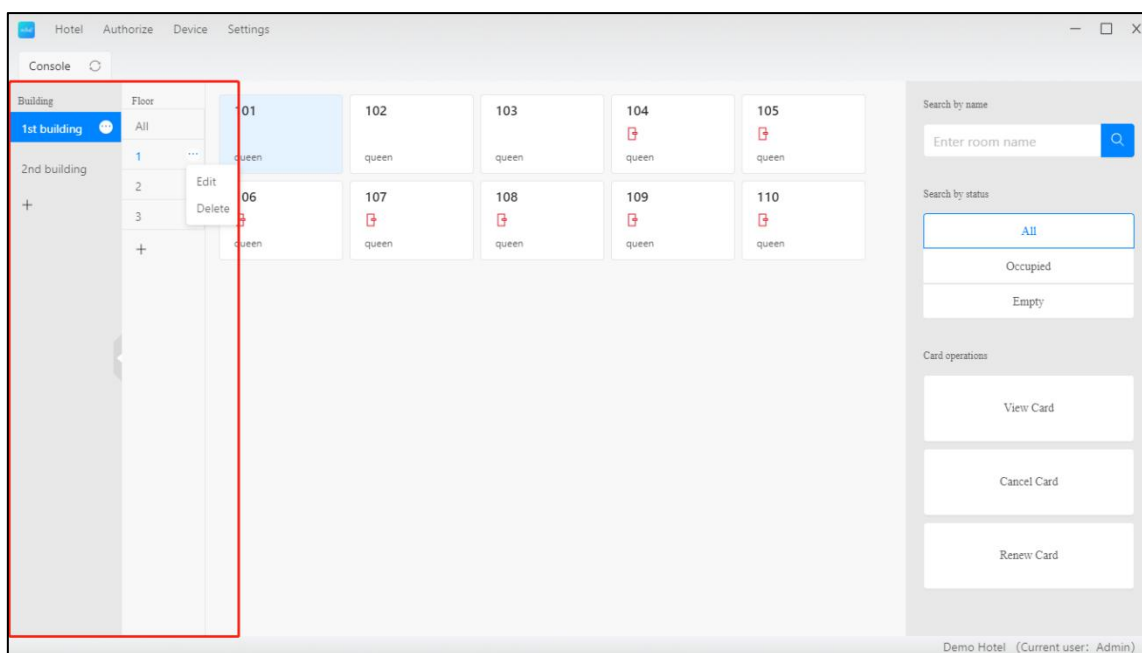 Hotel Authorize Device Settings
Console
Building
1st building
2nd building
+
Floor
All
1 ...
2
3
+
Edit
Delete
101
queen
102
queen
103
queen
104
queen
105
queen
06
queen
107
queen
108
queen
109
queen
110
queen
Search by name
Enter room name
Search by status
All
Occupied
Empty
Card operations
View Card
Cancel Card
Renew Card
Demo Hotel (Current user: Admin)